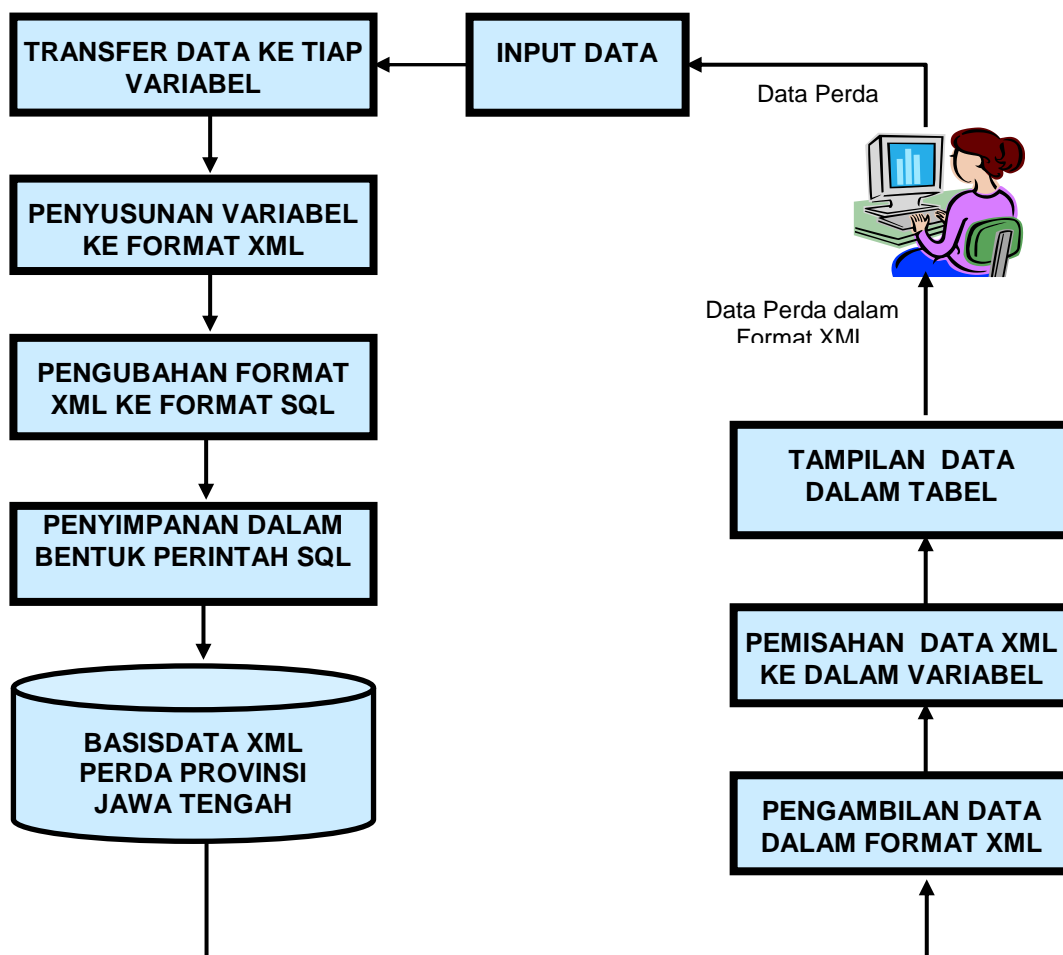 TRANSFER DATA KE TIAP
VARIABEL
INPUT DATA
Data Perda
PENYUSUNAN VARIABEL
KE FORMAT XML
PENGUBAHAN FORMAT
XML KE FORMAT SQL
PENYIMPANAN DALAM
BENTUK PERINTAH SQL
BASISDATA XML
PERDA PROVINSI
JAWA TENGAH
Data Perda dalam
Format XML
TAMPILAN DATA
DALAM TABEL
PEMISAHAN DATA XML
KE DALAM VARIABEL
PENGAMBILAN DATA
DALAM FORMAT XML